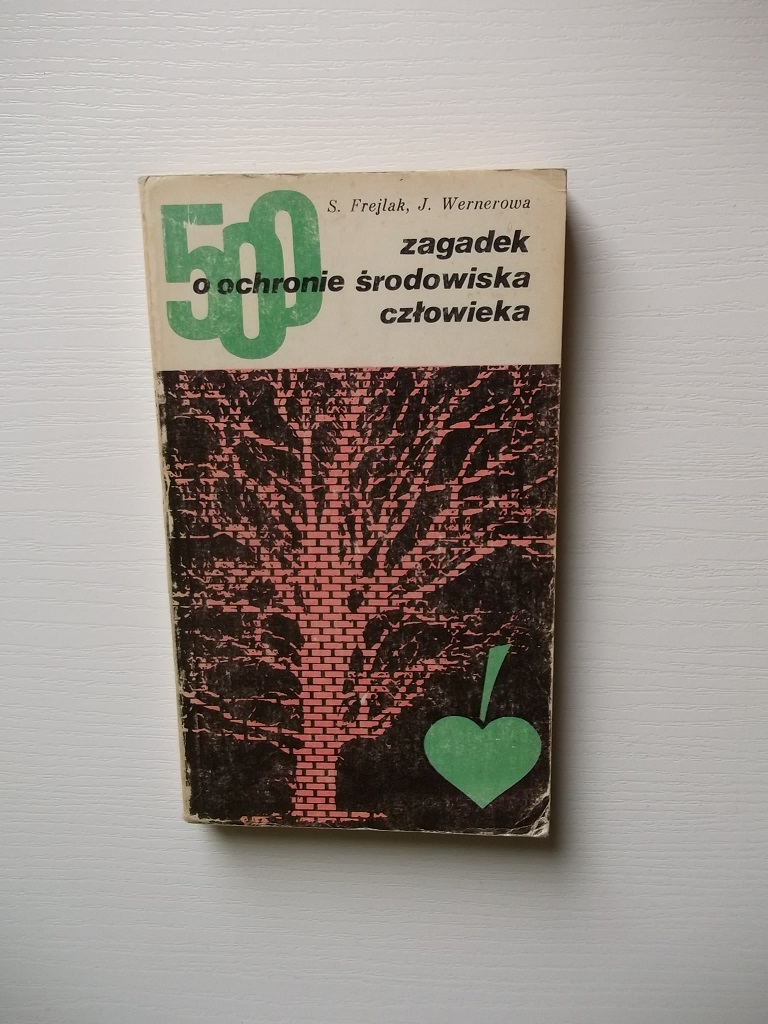 S. Frejlak, J. Wernerowa
500 zagadek
o ochronie środowiska
człowieka